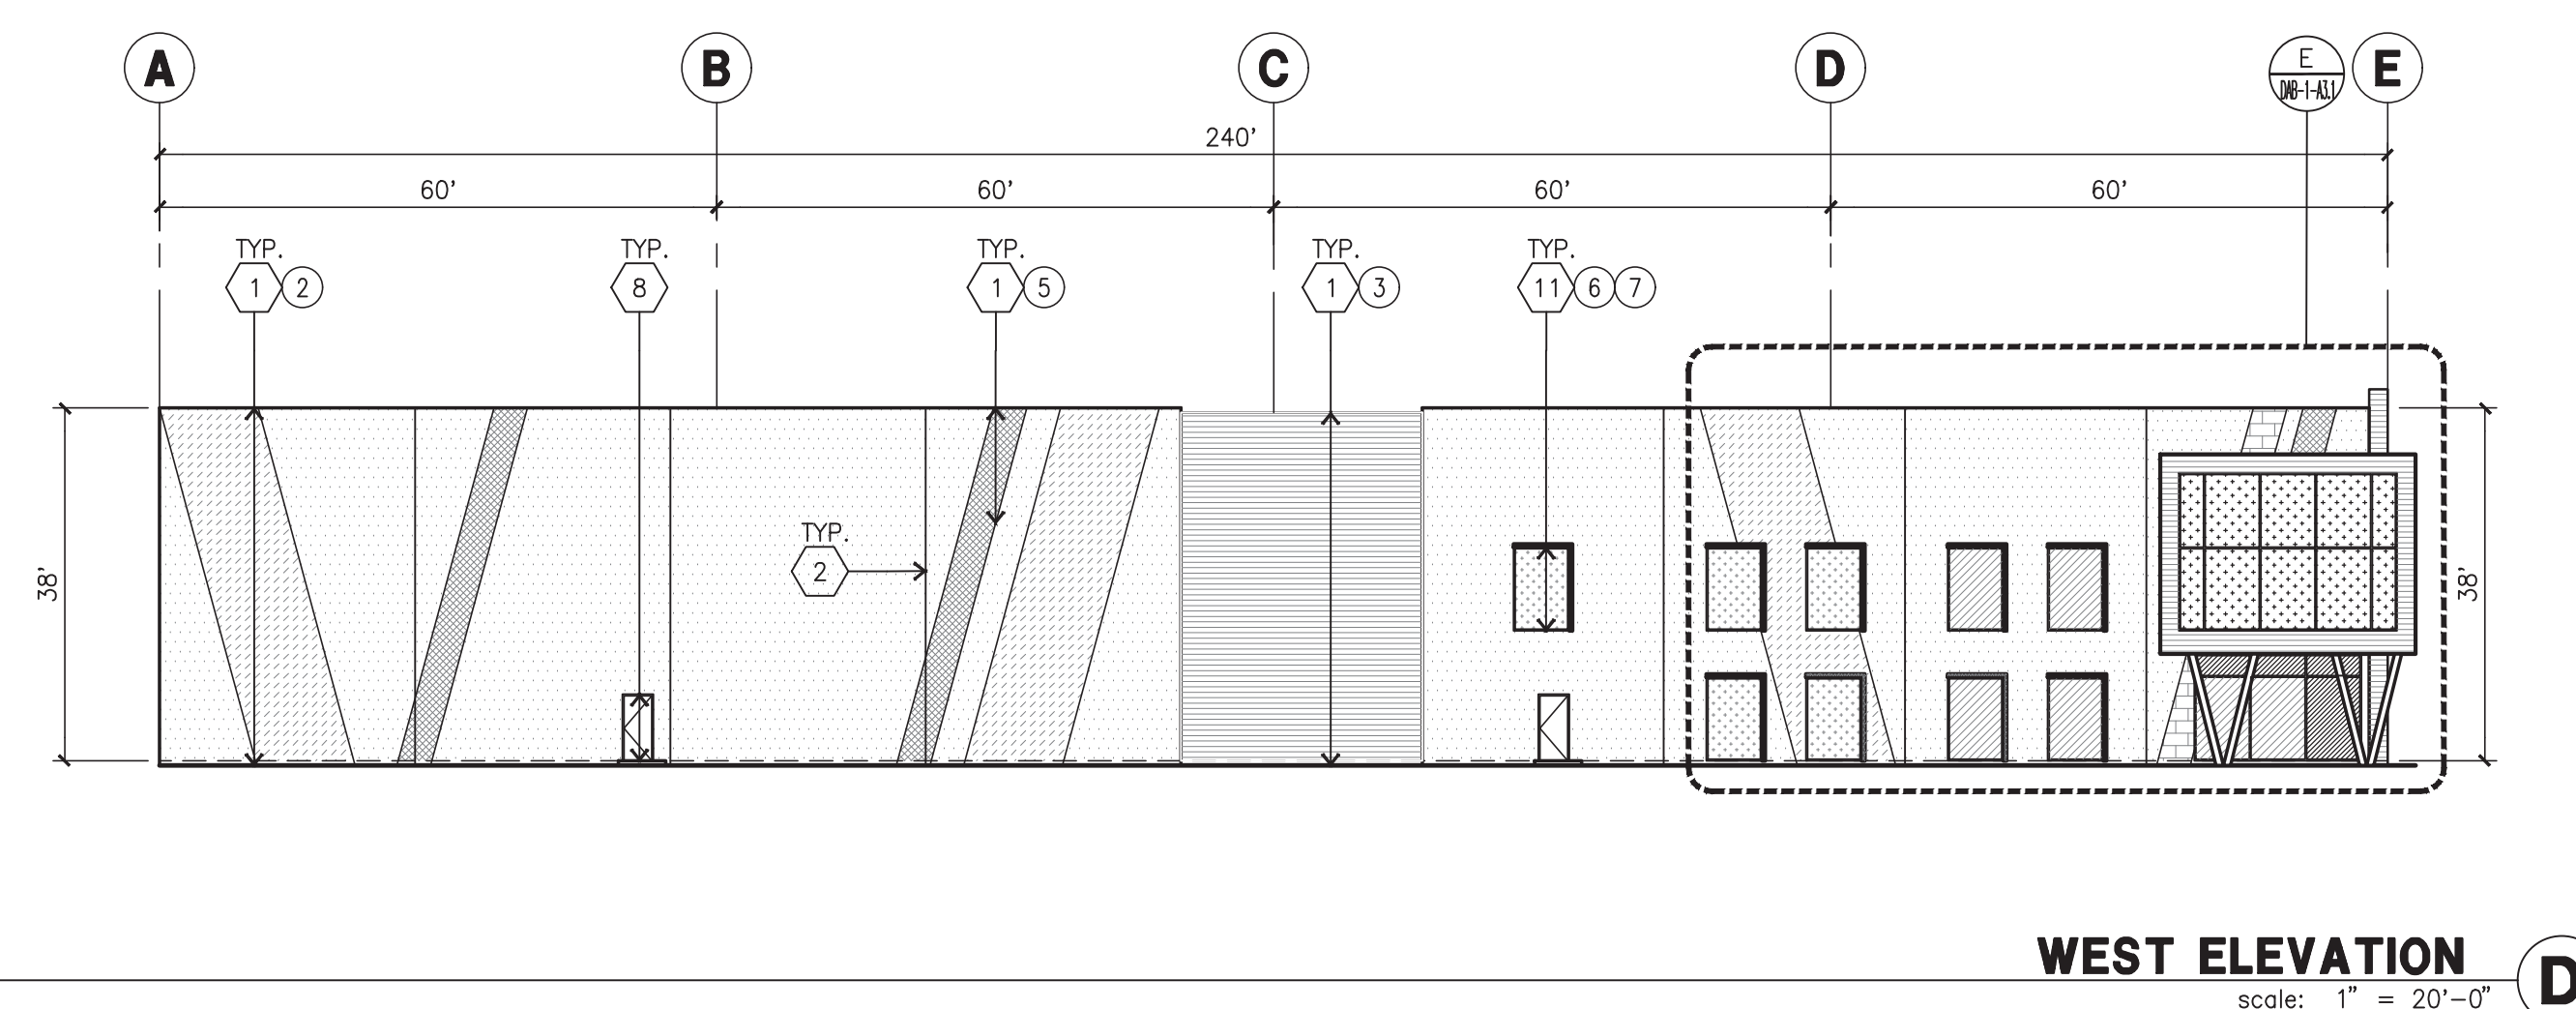 A B C D E E
DAB-1-A3.1
240'
60' 60' 60' 60'
TYP. TYP. TYP. TYP. TYP.
1 2 8 1 5 1 3 11 6 7
TYP.
2
38' 38'
WEST ELEVATION D
scale: 1" = 20'-0"